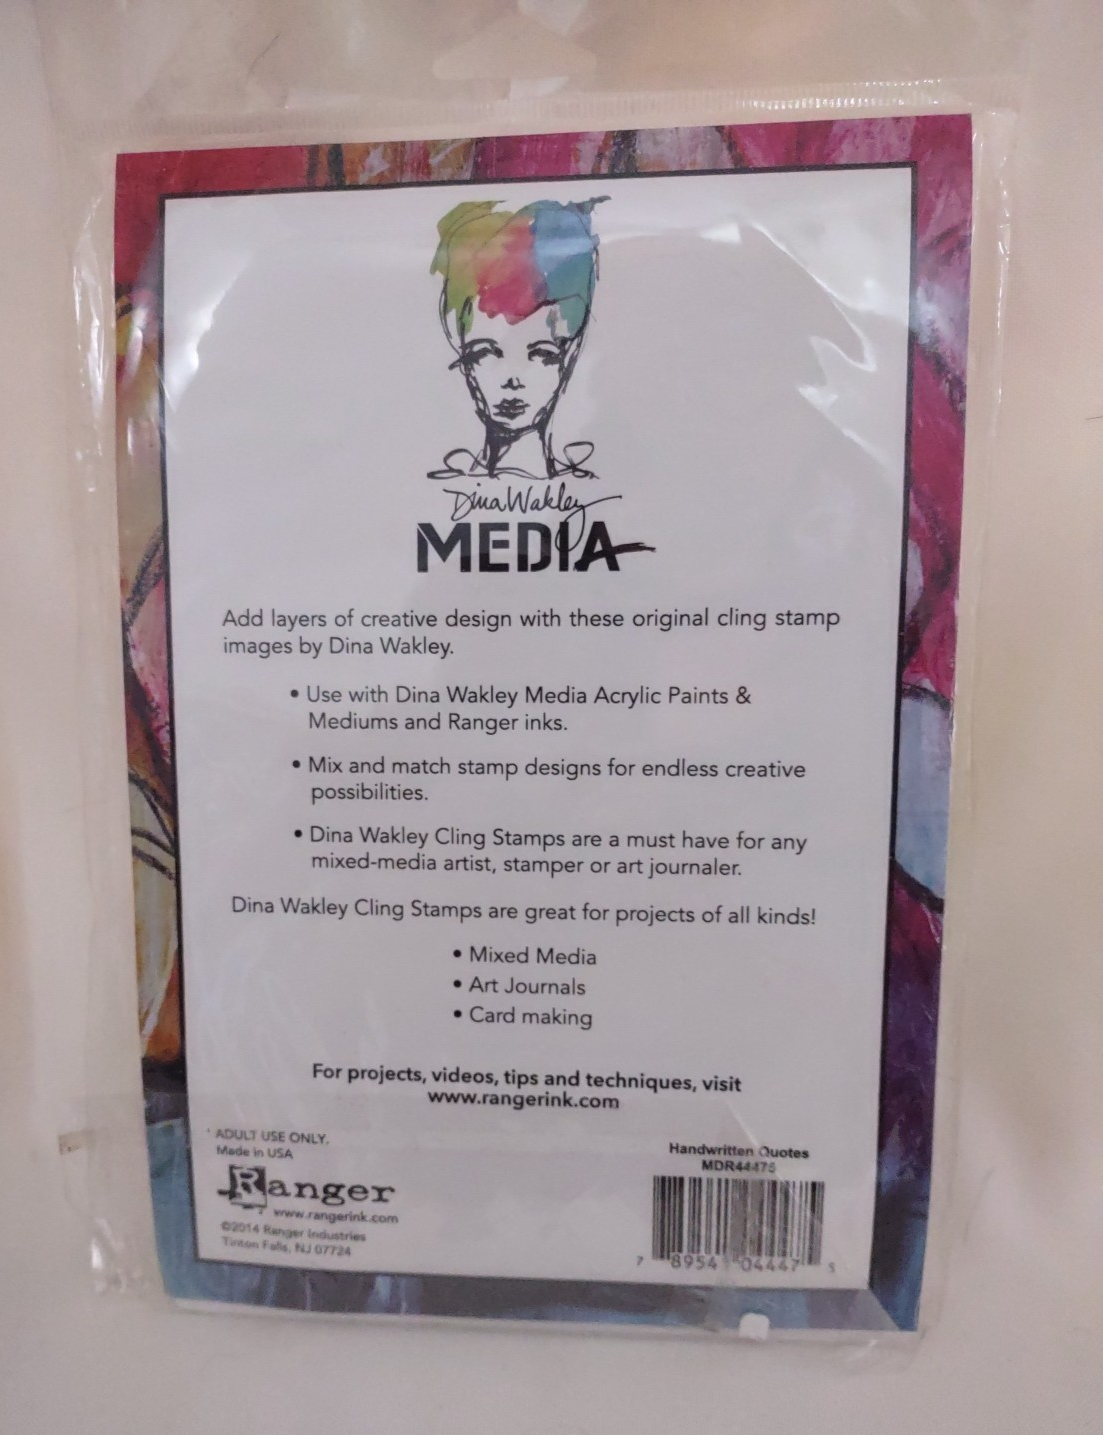 Dina Wakley
MEDIA
Add layers of creative design with these original cling stamp
images by Dina Wakley.
• Use with Dina Wakley Media Acrylic Paints &
Mediums and Ranger inks.
• Mix and match stamp designs for endless creative
possibilities.
• Dina Wakley Cling Stamps are a must have for any
mixed-media artist, stamper or art journaler.
Dina Wakley Cling Stamps are great for projects of all kinds!
• Mixed Media
• Art Journals
• Card making
For projects, videos, tips and techniques, visit
www.rangerink.com
ADULT USE ONLY.
Made in USA
Ranger
www.rangerink.com
©2014 Ranger Industries
Tinton Falls, NJ 07724
Handwritten Quotes
MDR44475
7 8954 04447 5